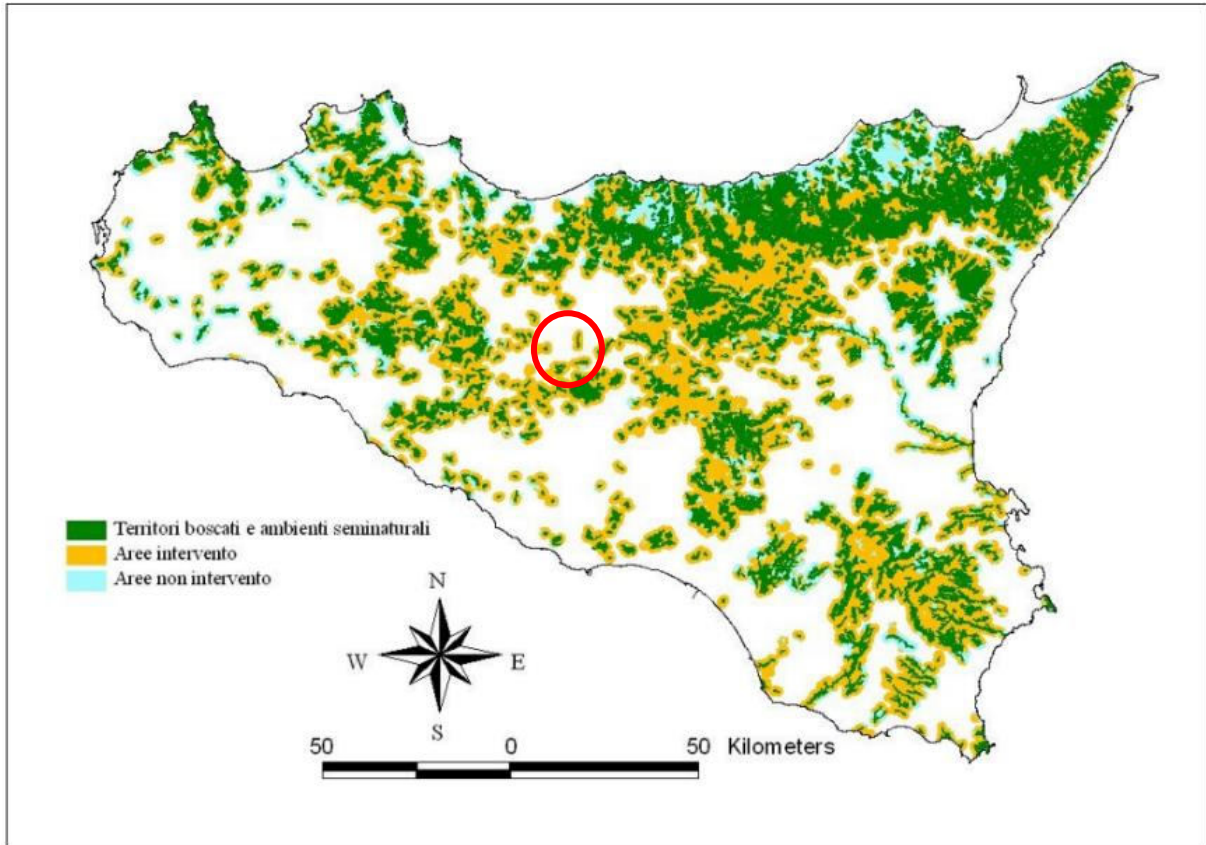 Territori boscati e ambienti seminaturali
Aree intervento
Aree non intervento
N
W E
S
50 0 50 Kilometers